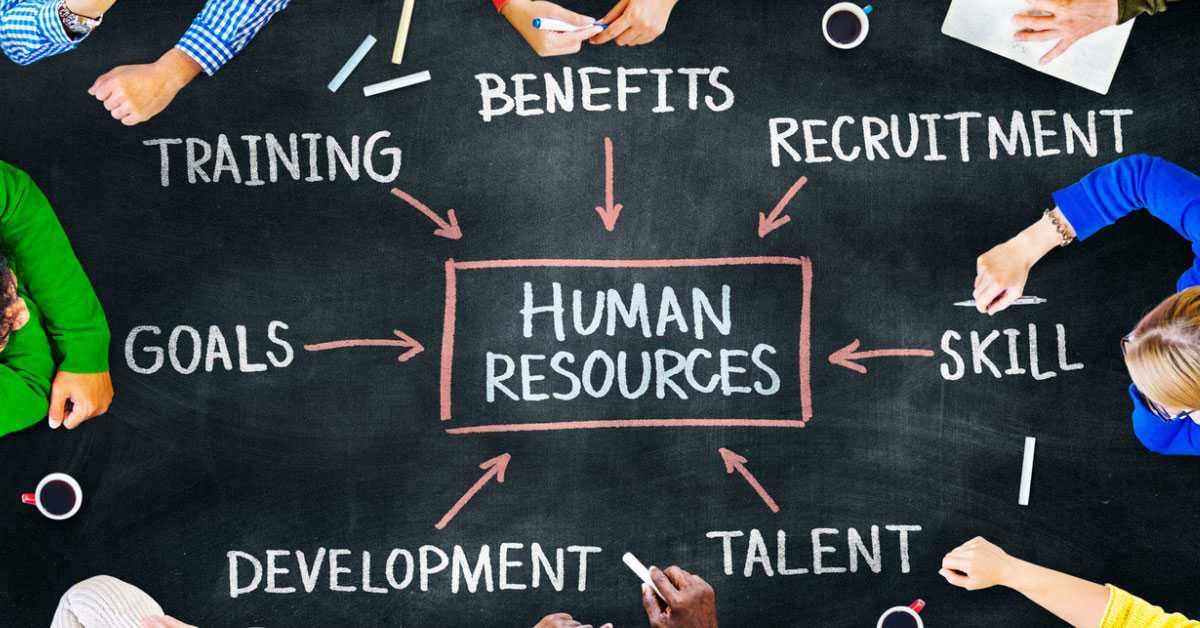 BENEFITS
RECRUITMENT
TRAINING
HUMAN
RESOURCES
GOALS
SKILL
DEVELOPMENT
TALENT